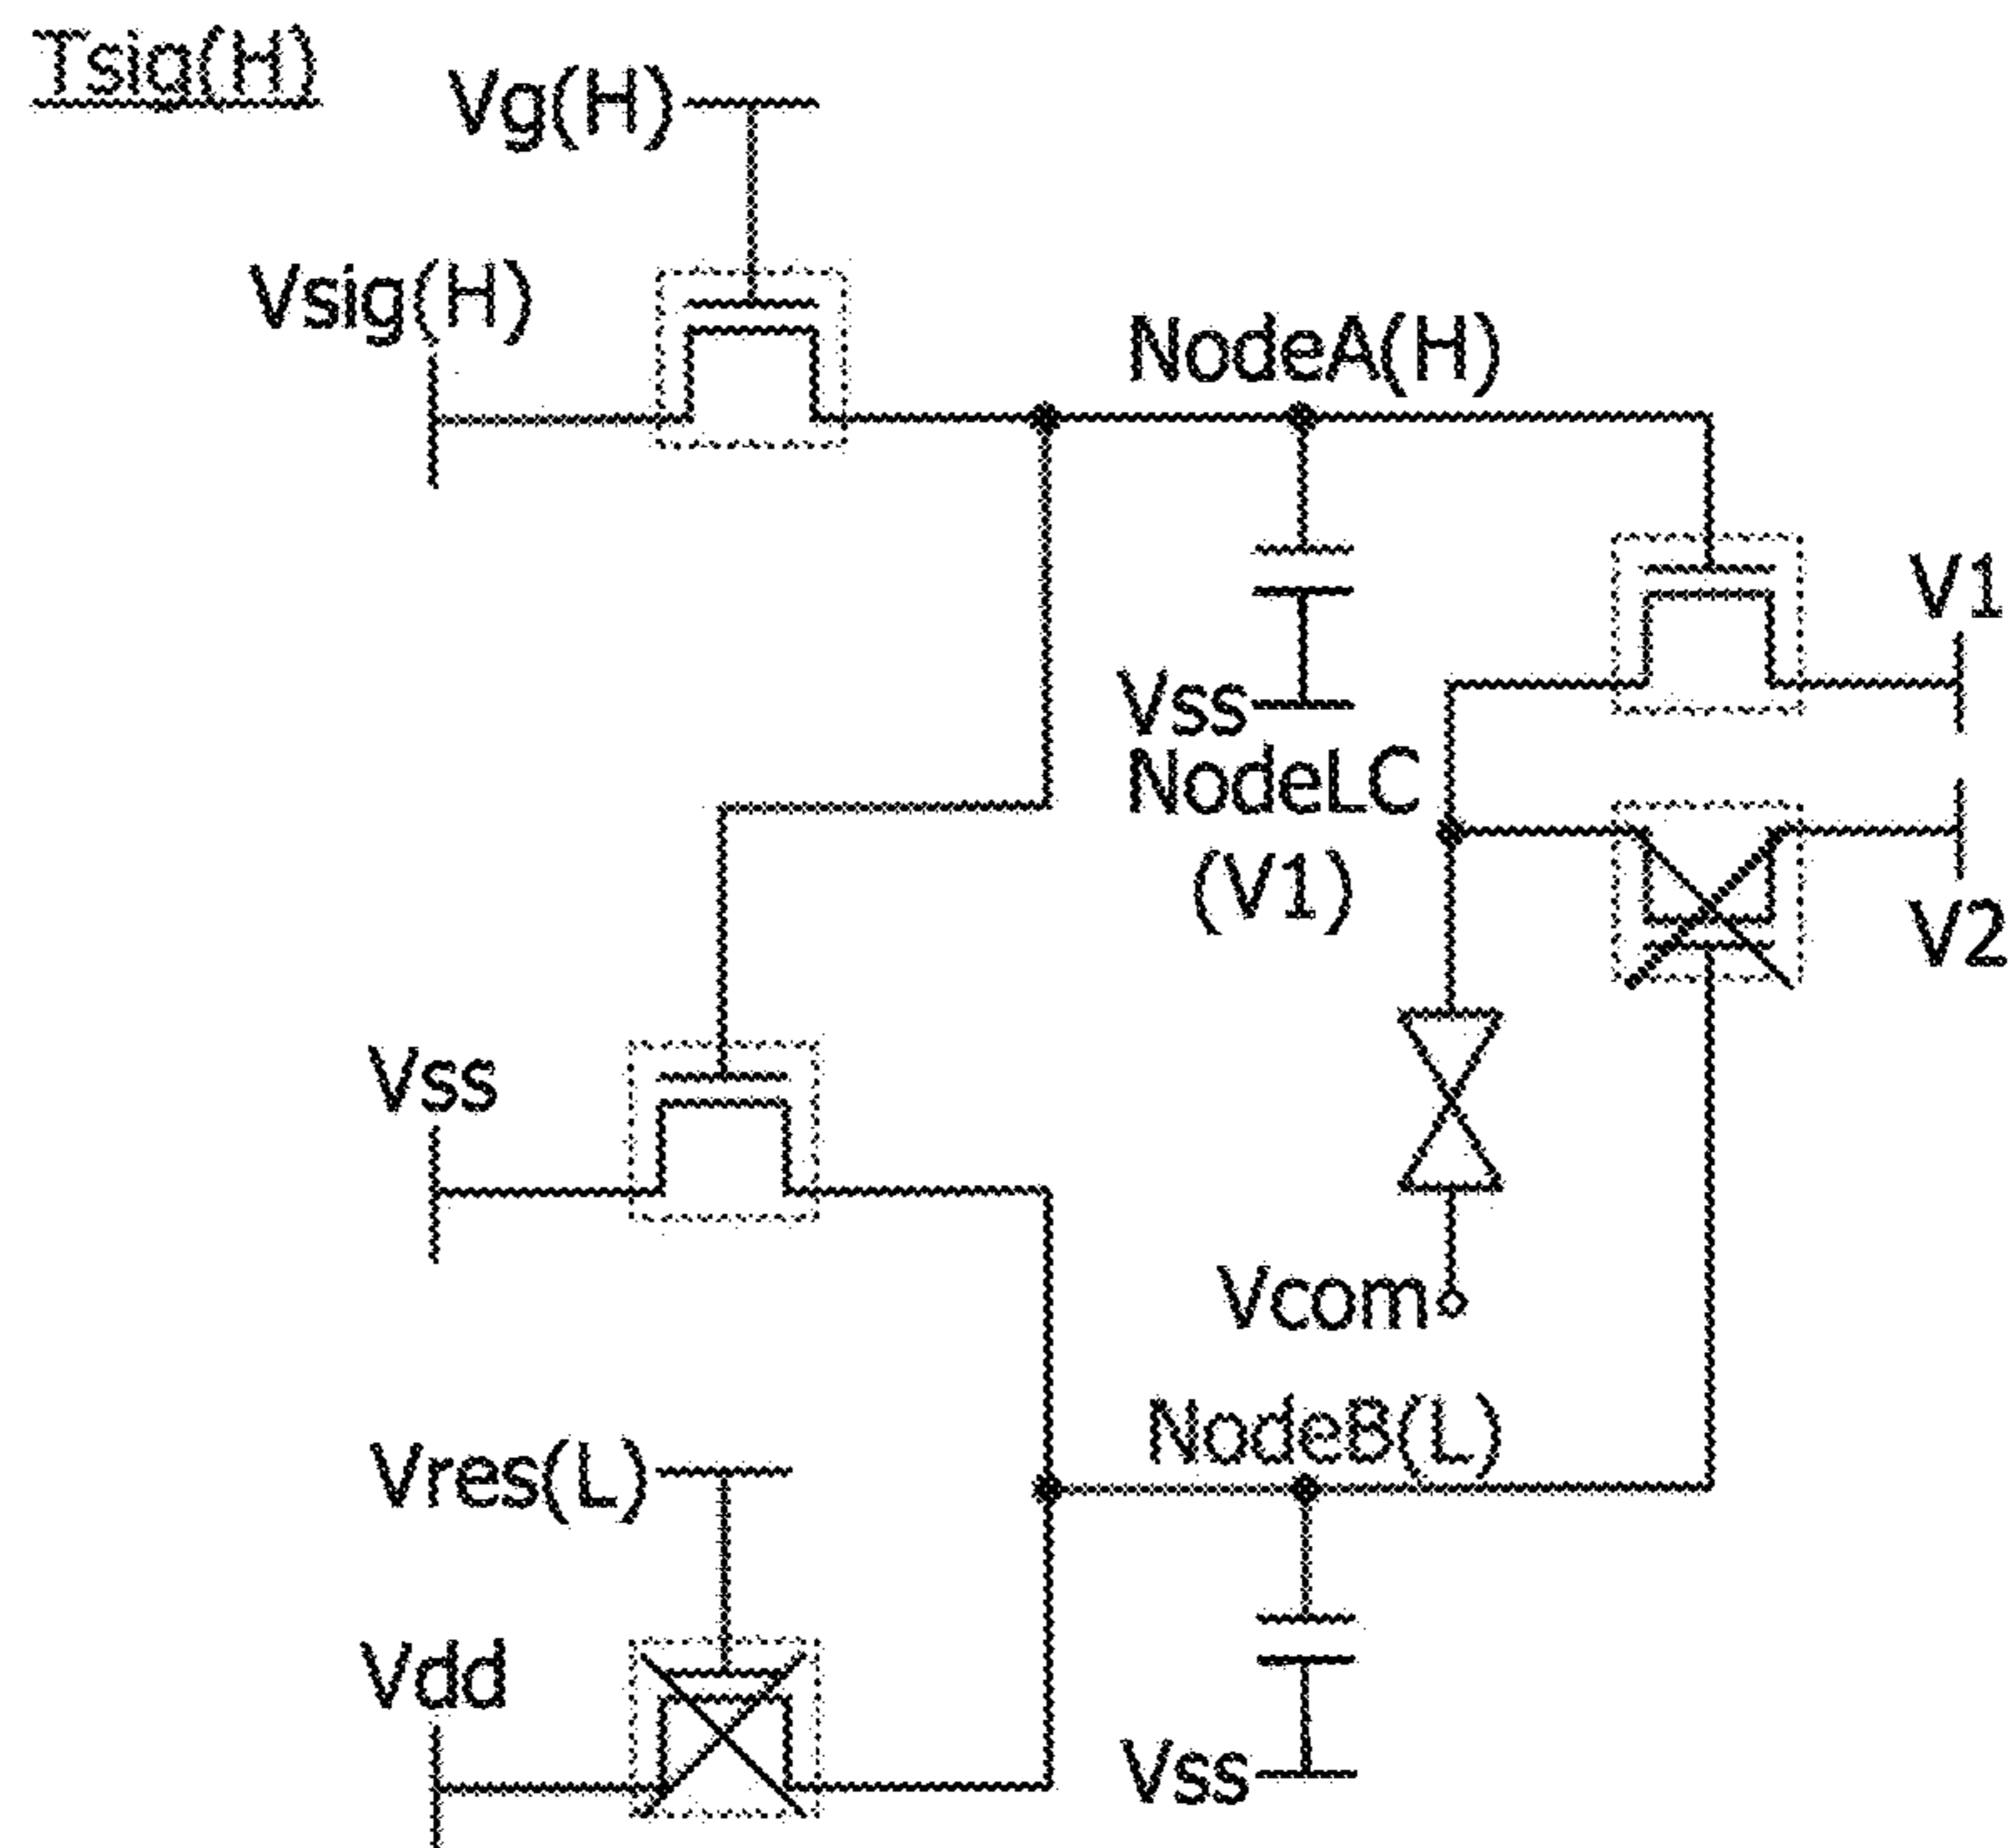 Tsig(H)
Vg(H)
Vsig(H)
NodeA(H)
V1
Vss
NodeLC
(V1)
V2
Vss
Vcom
NodeB(L)
Vres(L)
Vdd
Vss